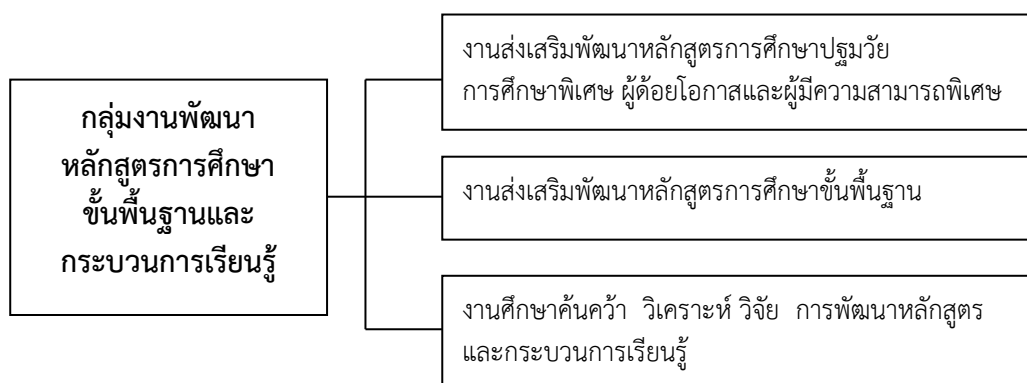 กลุ่มงานพัฒนา
หลักสูตรการศึกษา
ขั้นพื้นฐานและ
กระบวนการเรียนรู้
งานส่งเสริมพัฒนาหลักสูตรการศึกษาปฐมวัย
การศึกษาพิเศษ ผู้ด้อยโอกาสและผู้มีความสามารถพิเศษ
งานส่งเสริมพัฒนาหลักสูตรการศึกษาขั้นพื้นฐาน
งานศึกษาค้นคว้า วิเคราะห์ วิจัย การพัฒนาหลักสูตร
และกระบวนการเรียนรู้